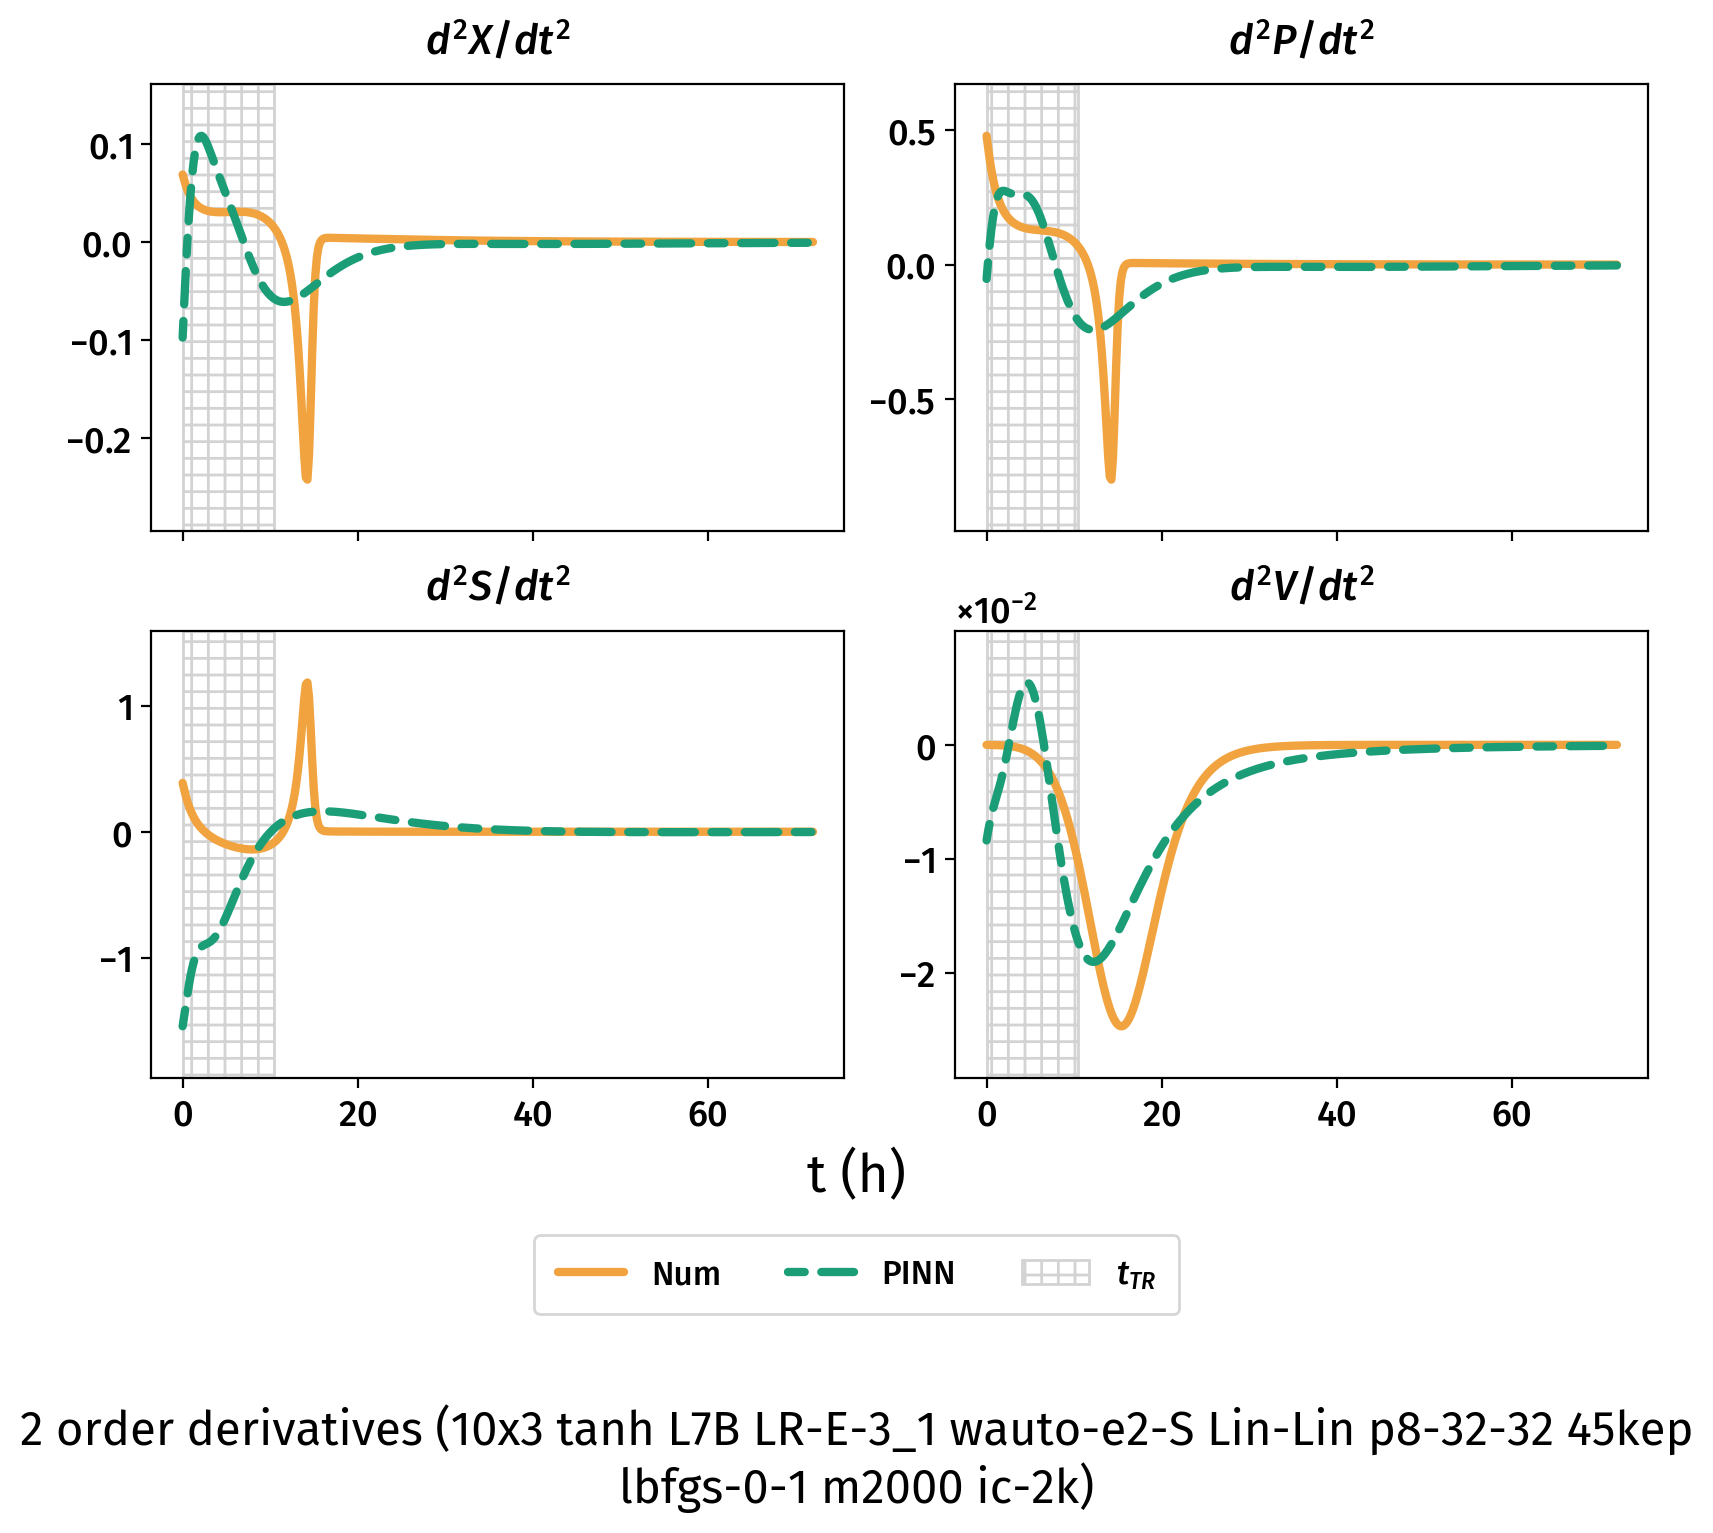 d²X/dt²
d²P/dt²
0.1
0.0
−0.1
−0.2
0.5
0.0
−0.5
d²S/dt²
d²V/dt²
×10⁻²
1
0
−1
0
−1
−2
0 20 40 60
0 20 40 60
t (h)
Num PINN t_TR
2 order derivatives (10x3 tanh L7B LR-E-3_1 wauto-e2-S Lin-Lin p8-32-32 45kep
lbfgs-0-1 m2000 ic-2k)